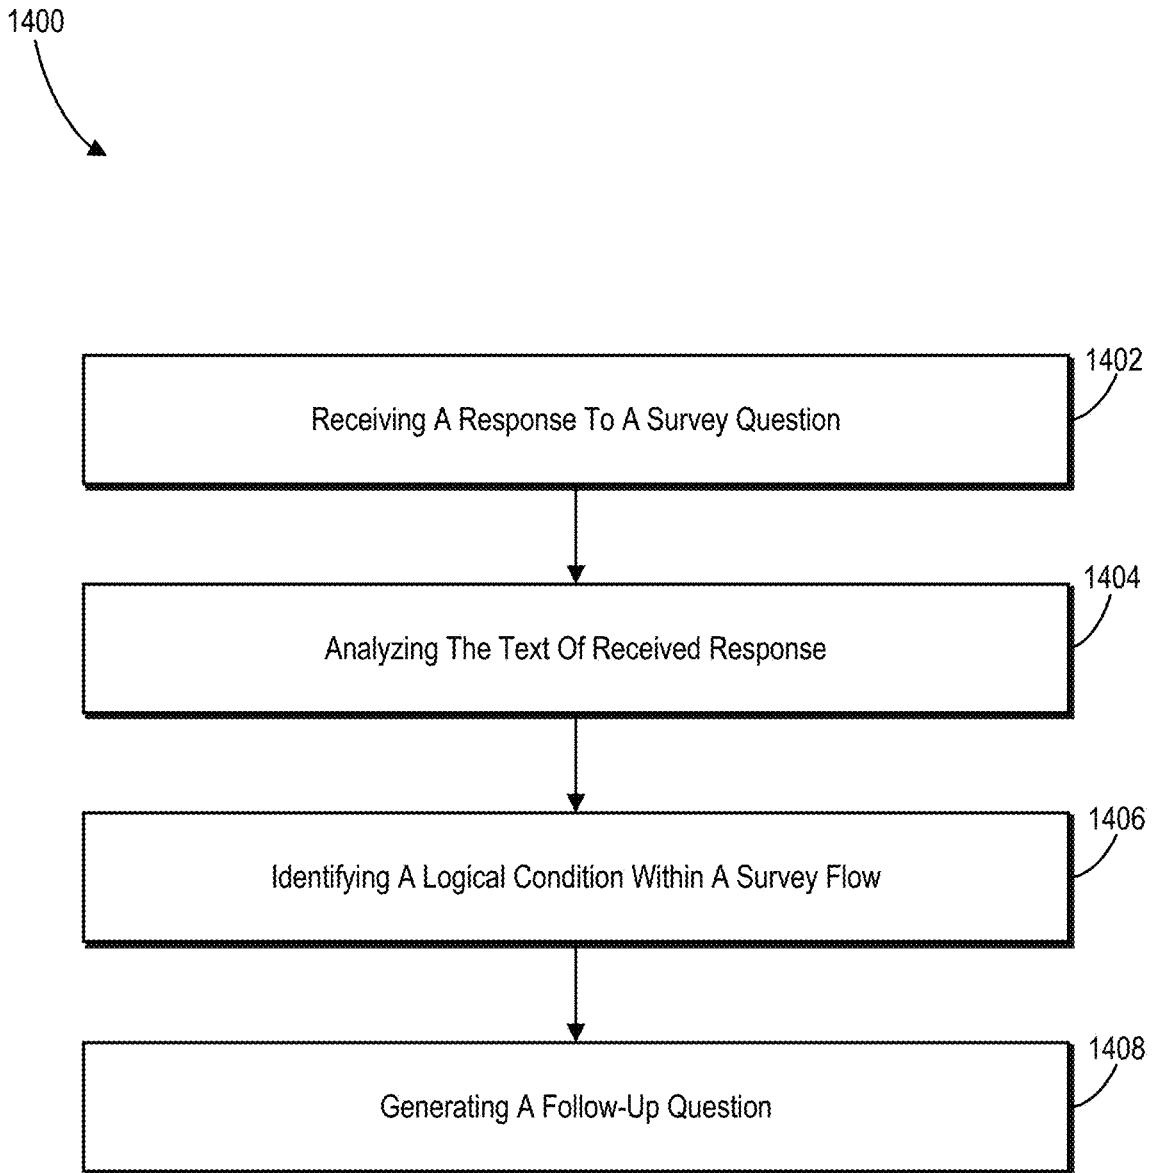 1400
1402
Receiving A Response To A Survey Question
1404
Analyzing The Text Of Received Response
1406
Identifying A Logical Condition Within A Survey Flow
1408
Generating A Follow-Up Question